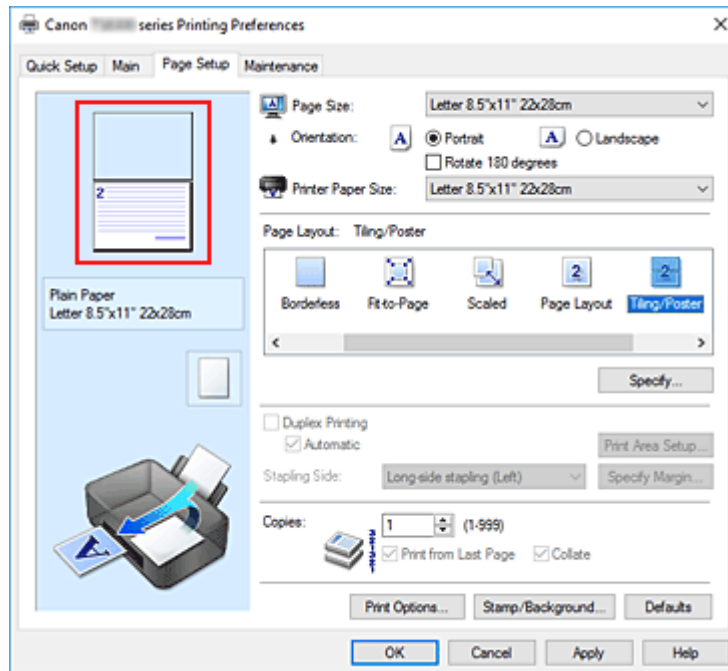 Canon series Printing Preferences
Quick Setup Main Page Setup Maintenance
2
Plain Paper
Letter 8.5"x11" 22x28cm
Page Size: Letter 8.5"x11" 22x28cm
Orientation: A Portrait A Landscape
Rotate 180 degrees
Printer Paper Size: Letter 8.5"x11" 22x28cm
Page Layout: Tiling/Poster
2 2
Borderless Fit-to-Page Scaled Page Layout Tiling/Poster
Specify...
Duplex Printing
Automatic Print Area Setup...
Stapling Side: Long-side stapling (Left) Specify Margin...
Copies: 1 (1-999)
Print from Last Page Collate
A
Print Options... Stamp/Background... Defaults
OK Cancel Apply Help